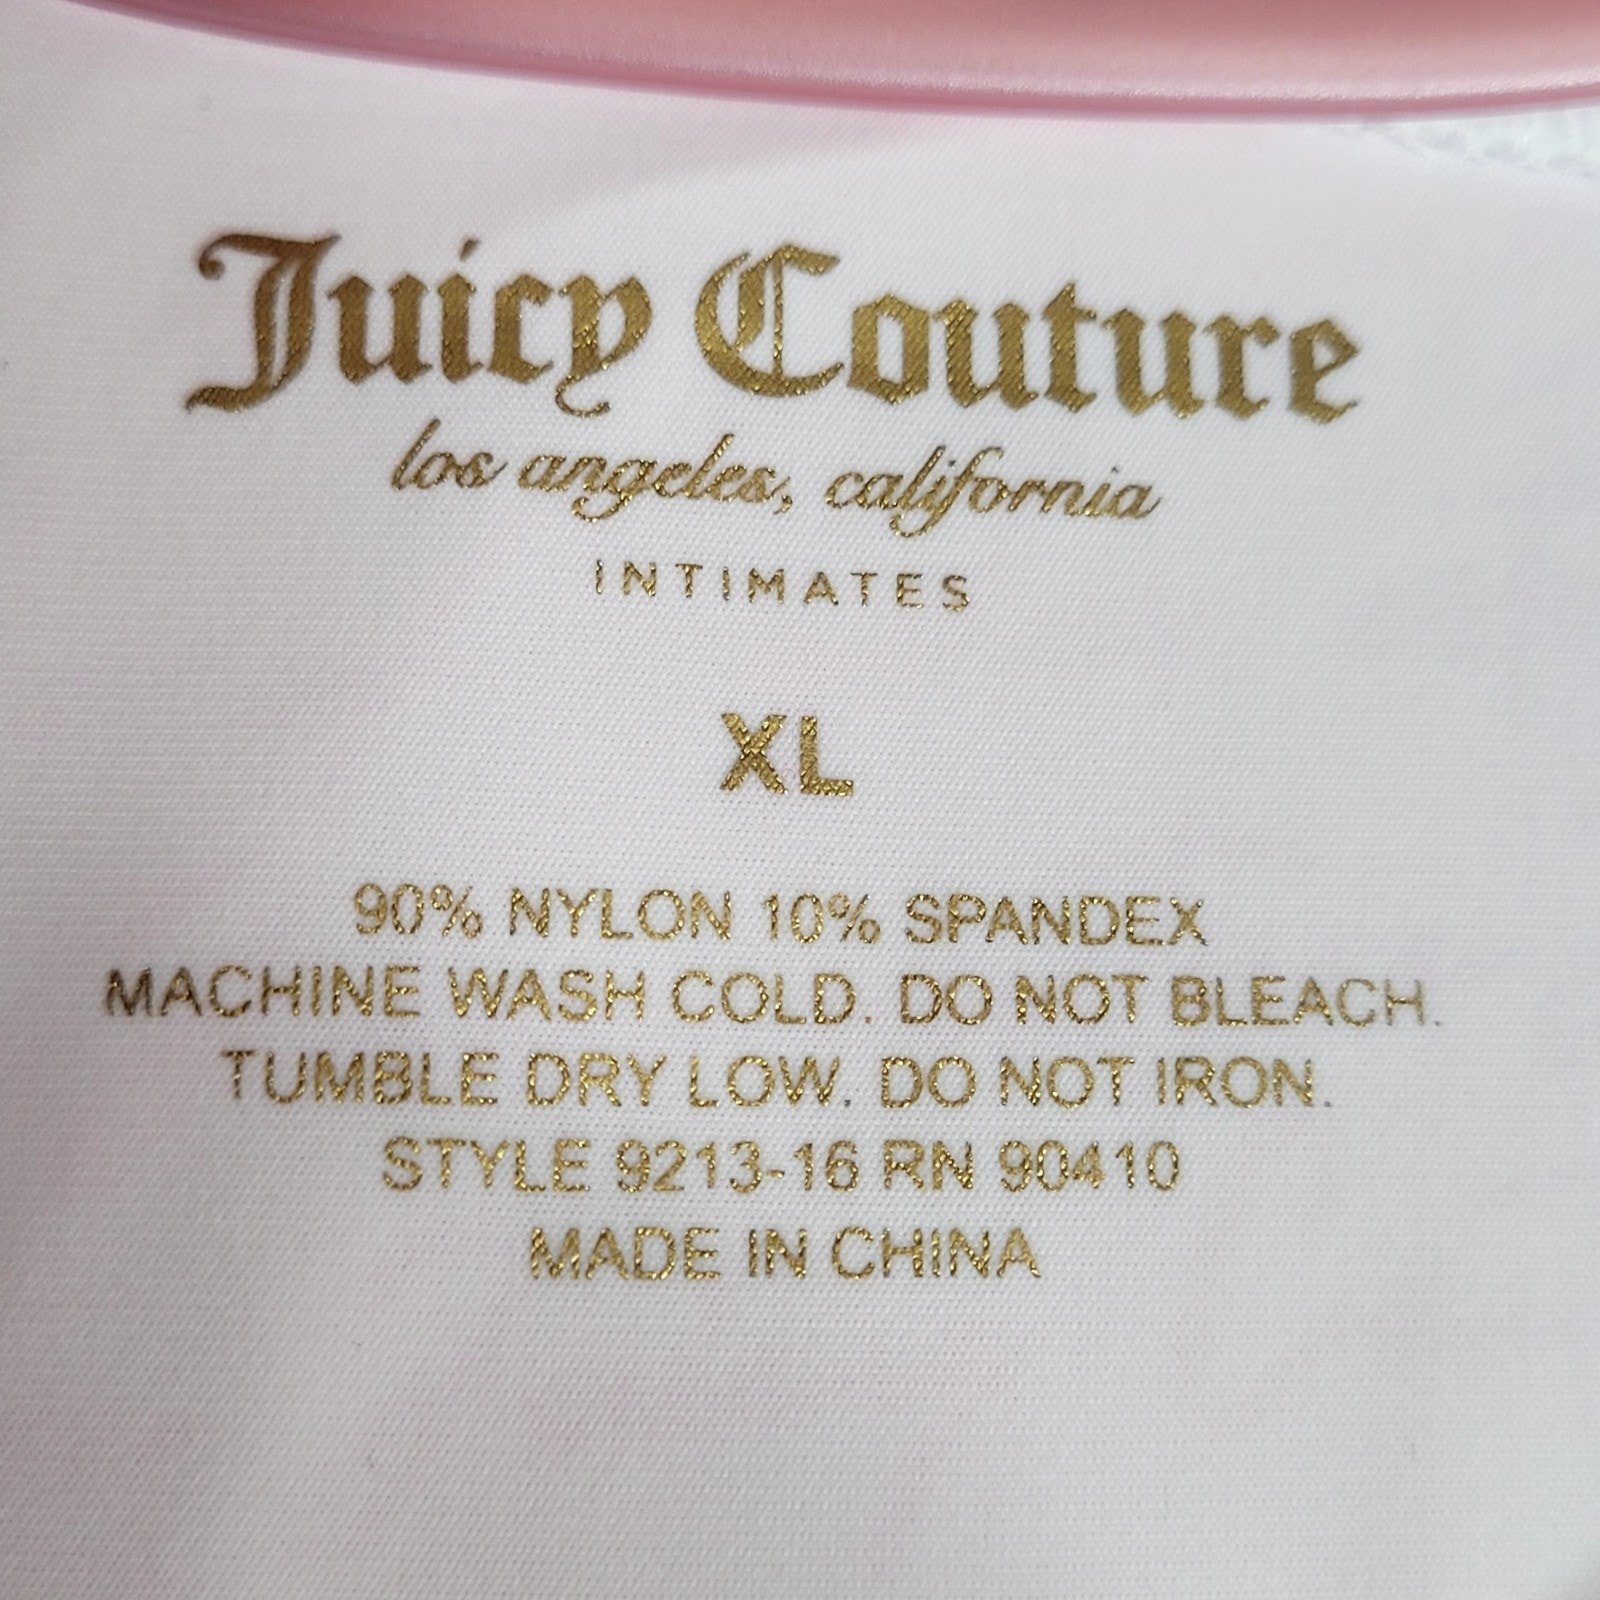 Juicy Couture
los angeles, california
INTIMATES
XL
90% NYLON 10% SPANDEX
MACHINE WASH COLD. DO NOT BLEACH.
TUMBLE DRY LOW. DO NOT IRON.
STYLE 9213-16 RN 90410
MADE IN CHINA